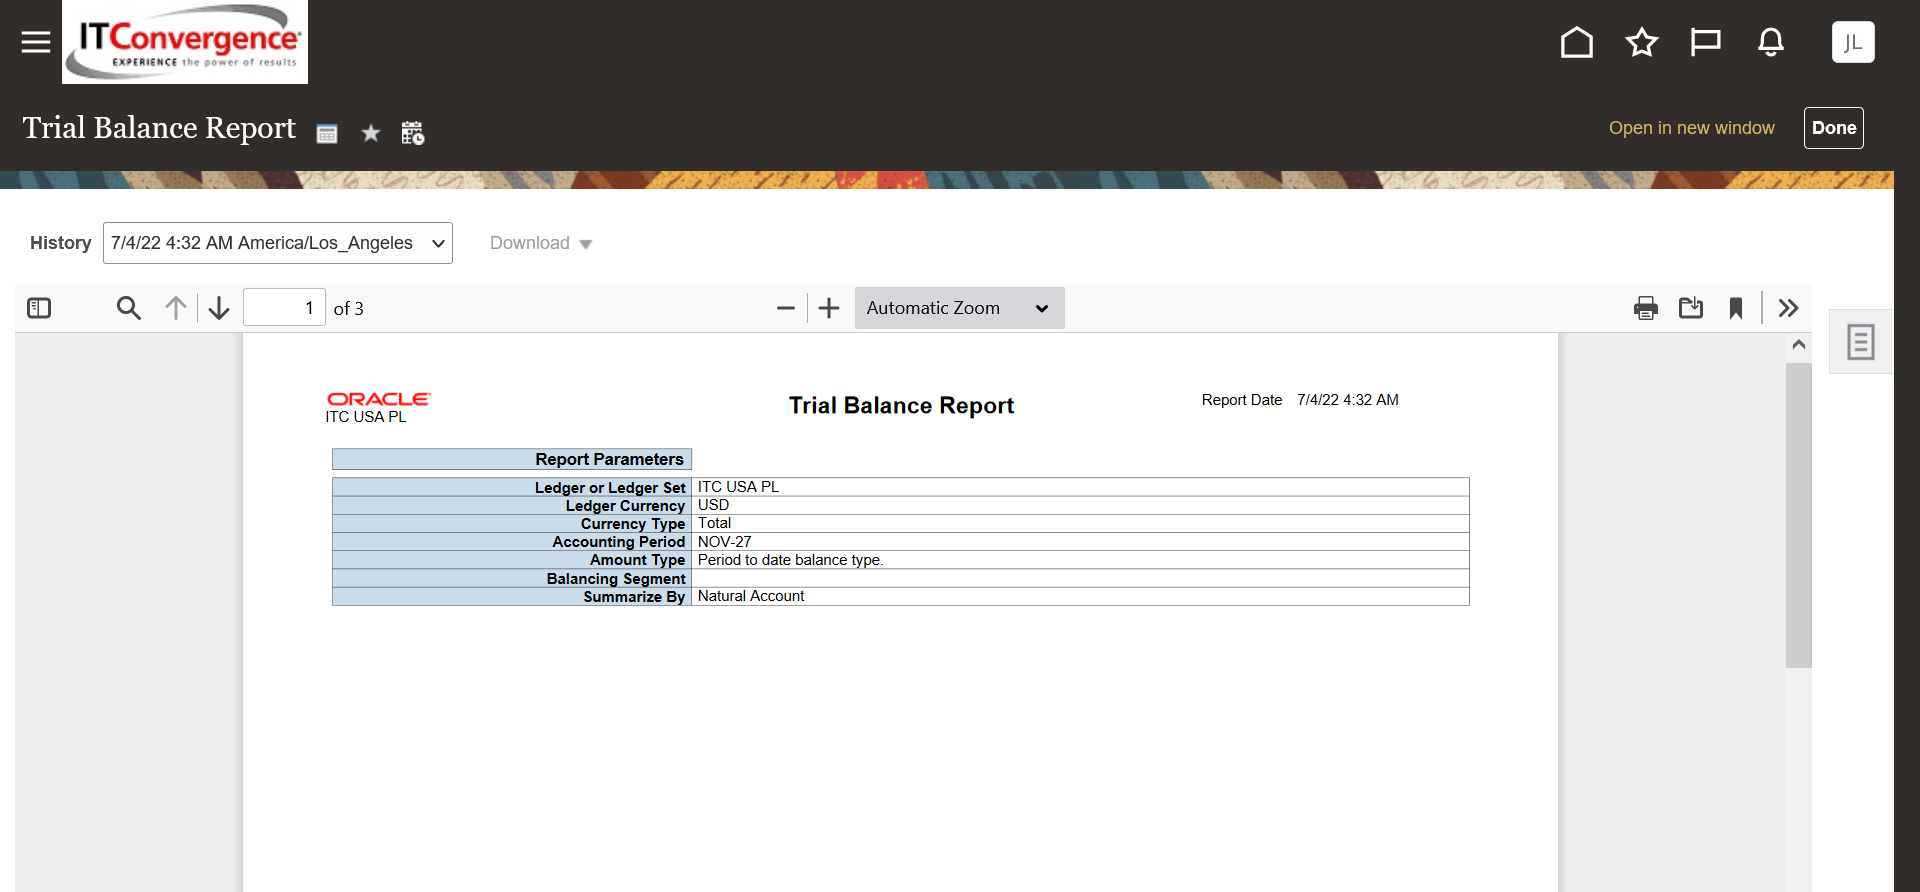 ITConvergence
EXPERIENCE the power of results
JL
Trial Balance Report
Open in new window
Done
History
7/4/22 4:32 AM America/Los_Angeles
Download
1 of 3
Automatic Zoom
ORACLE
ITC USA PL
Trial Balance Report
Report Date 7/4/22 4:32 AM
Report Parameters
Ledger or Ledger Set ITC USA PL
Ledger Currency USD
Currency Type Total
Accounting Period NOV-27
Amount Type Period to date balance type.
Balancing Segment
Summarize By Natural Account